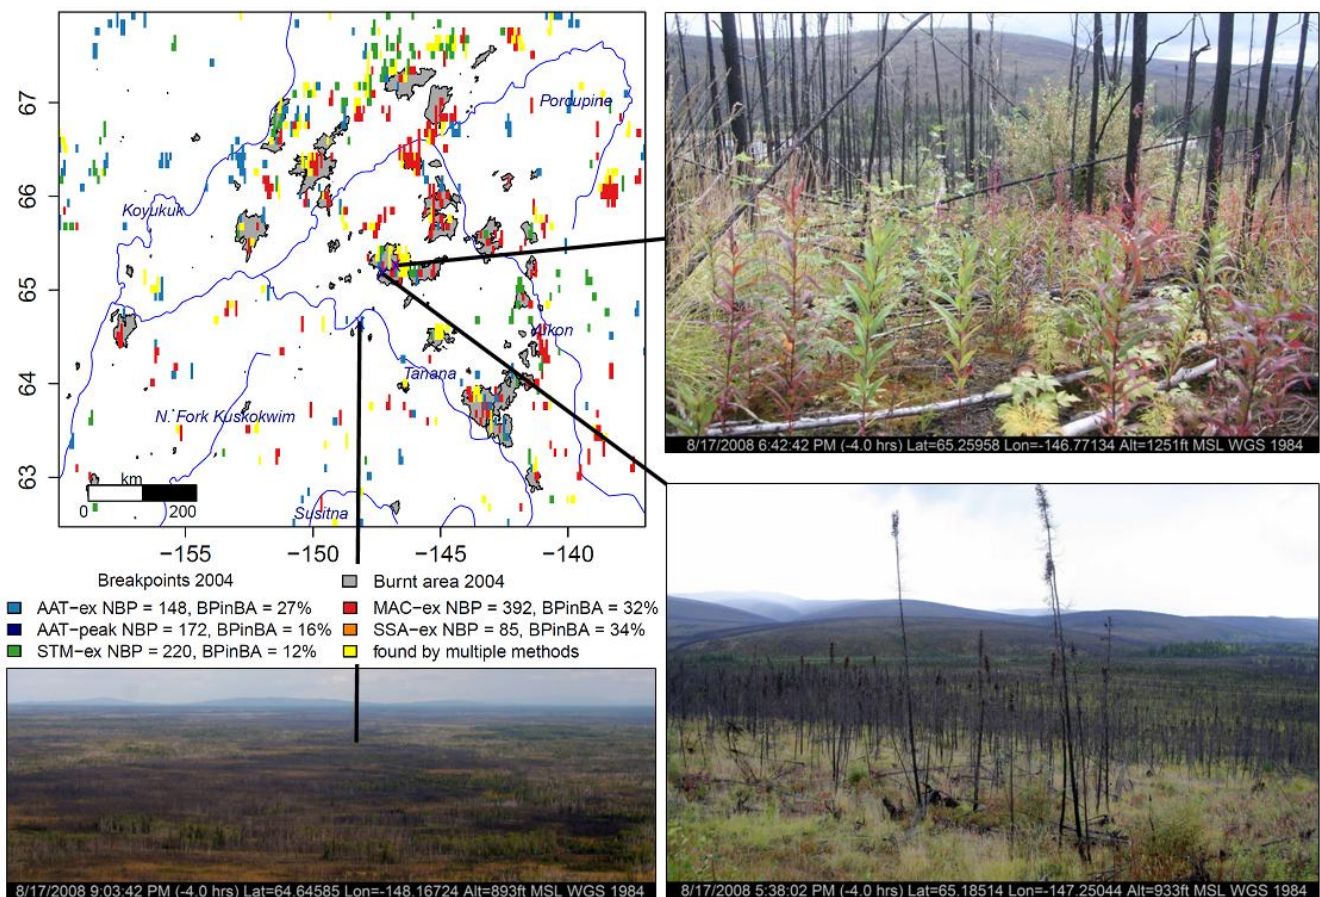 67
66
65
64
63
Porcupine
Koyukuk
Yukon
Tanana
N. Fork Kuskokwim
Susitna
km
0 200
−155 −150 −145 −140
Breakpoints 2004
AAT−ex NBP = 148, BPinBA = 27%
AAT−peak NBP = 172, BPinBA = 16%
STM−ex NBP = 220, BPinBA = 12%
Burnt area 2004
MAC−ex NBP = 392, BPinBA = 32%
SSA−ex NBP = 85, BPinBA = 34%
found by multiple methods
8/17/2008 6:42:42 PM (-4.0 hrs) Lat=65.25958 Lon=-146.77134 Alt=1251ft MSL WGS 1984
8/17/2008 9:03:42 PM (-4.0 hrs) Lat=64.64585 Lon=-148.16724 Alt=893ft MSL WGS 1984
8/17/2008 5:38:02 PM (-4.0 hrs) Lat=65.18514 Lon=-147.25044 Alt=933ft MSL WGS 1984